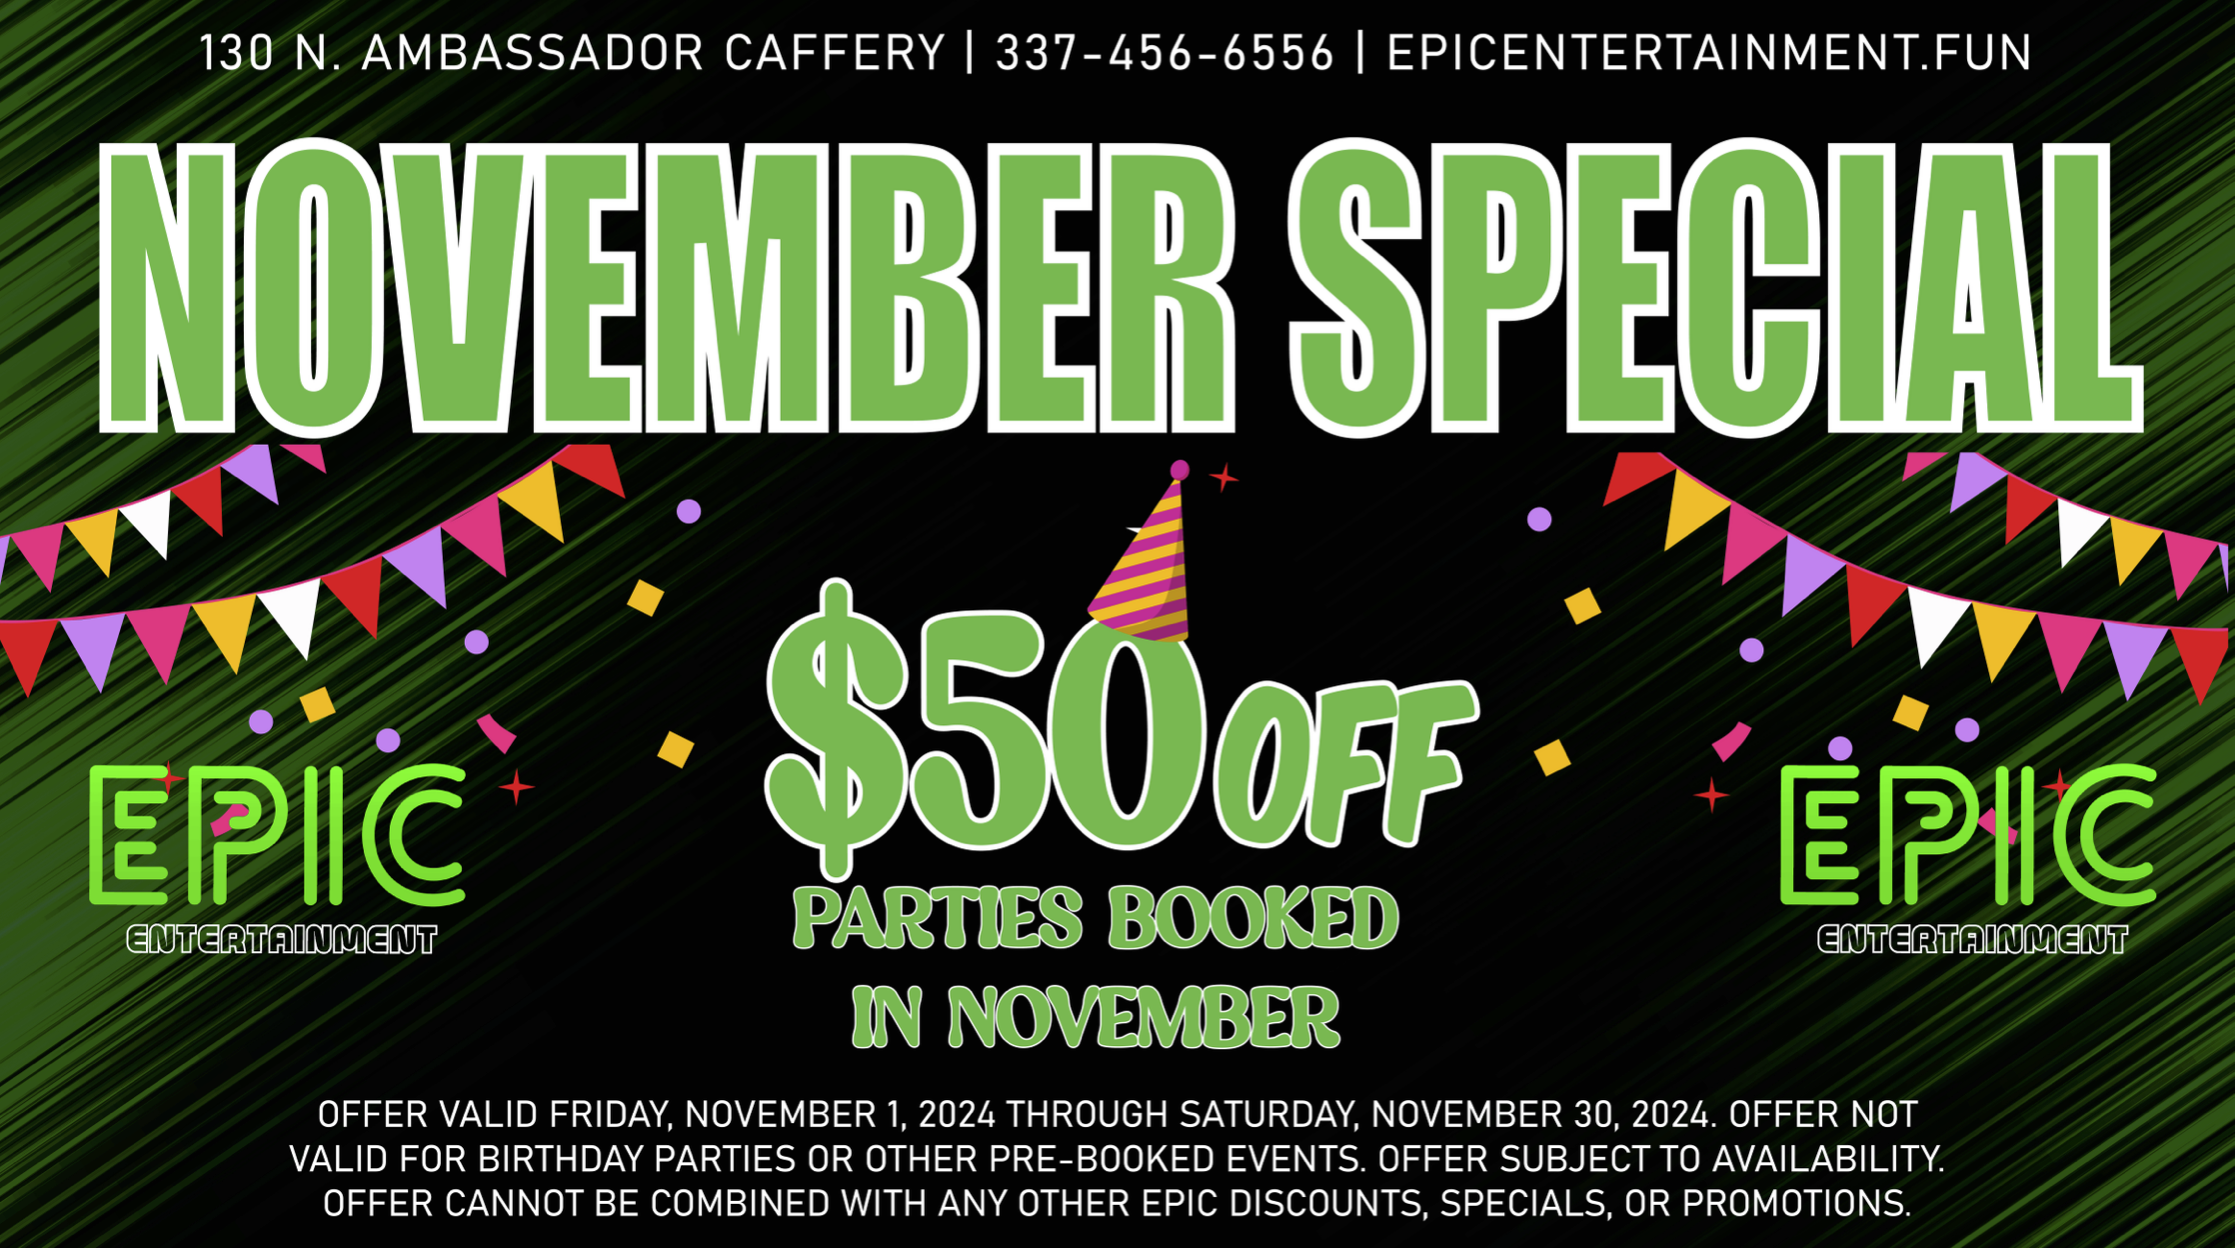 130 N. AMBASSADOR CAFFERY | 337-456-6556 | EPICENTERTAINMENT.FUN
NOVEMBER SPECIAL
$50 OFF
EPIC
ENTERTAINMENT
EPIC
ENTERTAINMENT
PARTIES BOOKED
IN NOVEMBER
OFFER VALID FRIDAY, NOVEMBER 1, 2024 THROUGH SATURDAY, NOVEMBER 30, 2024. OFFER NOT
VALID FOR BIRTHDAY PARTIES OR OTHER PRE-BOOKED EVENTS. OFFER SUBJECT TO AVAILABILITY.
OFFER CANNOT BE COMBINED WITH ANY OTHER EPIC DISCOUNTS, SPECIALS, OR PROMOTIONS.